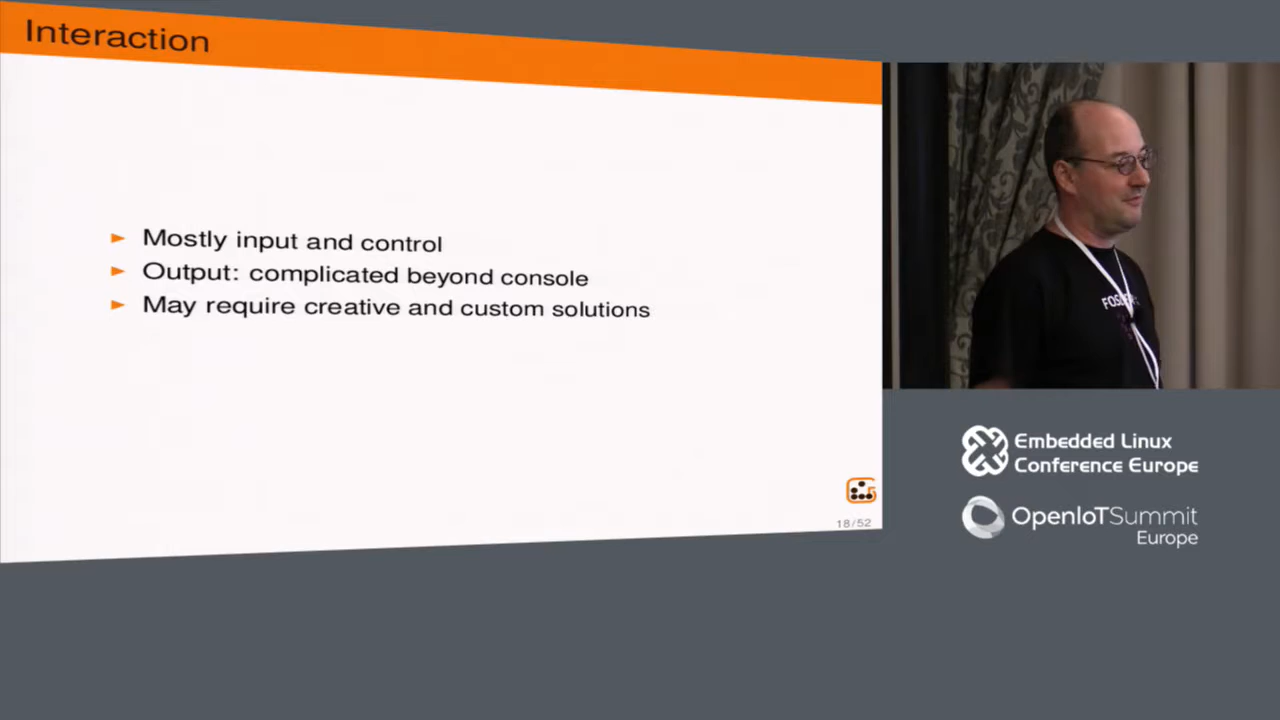 Interaction
Mostly input and control
Output: complicated beyond console
May require creative and custom solutions
18/52
Embedded Linux
Conference Europe
OpenIoTSummit
Europe